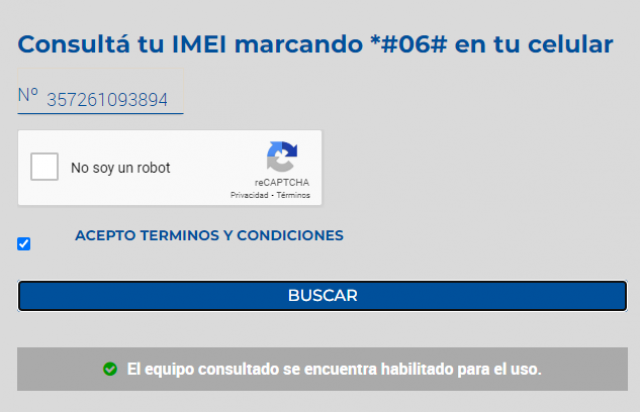 Consultá tu IMEI marcando *#06# en tu celular
Nº 357261093894
No soy un robot
reCAPTCHA
Privacidad - Términos
ACEPTO TERMINOS Y CONDICIONES
BUSCAR
El equipo consultado se encuentra habilitado para el uso.